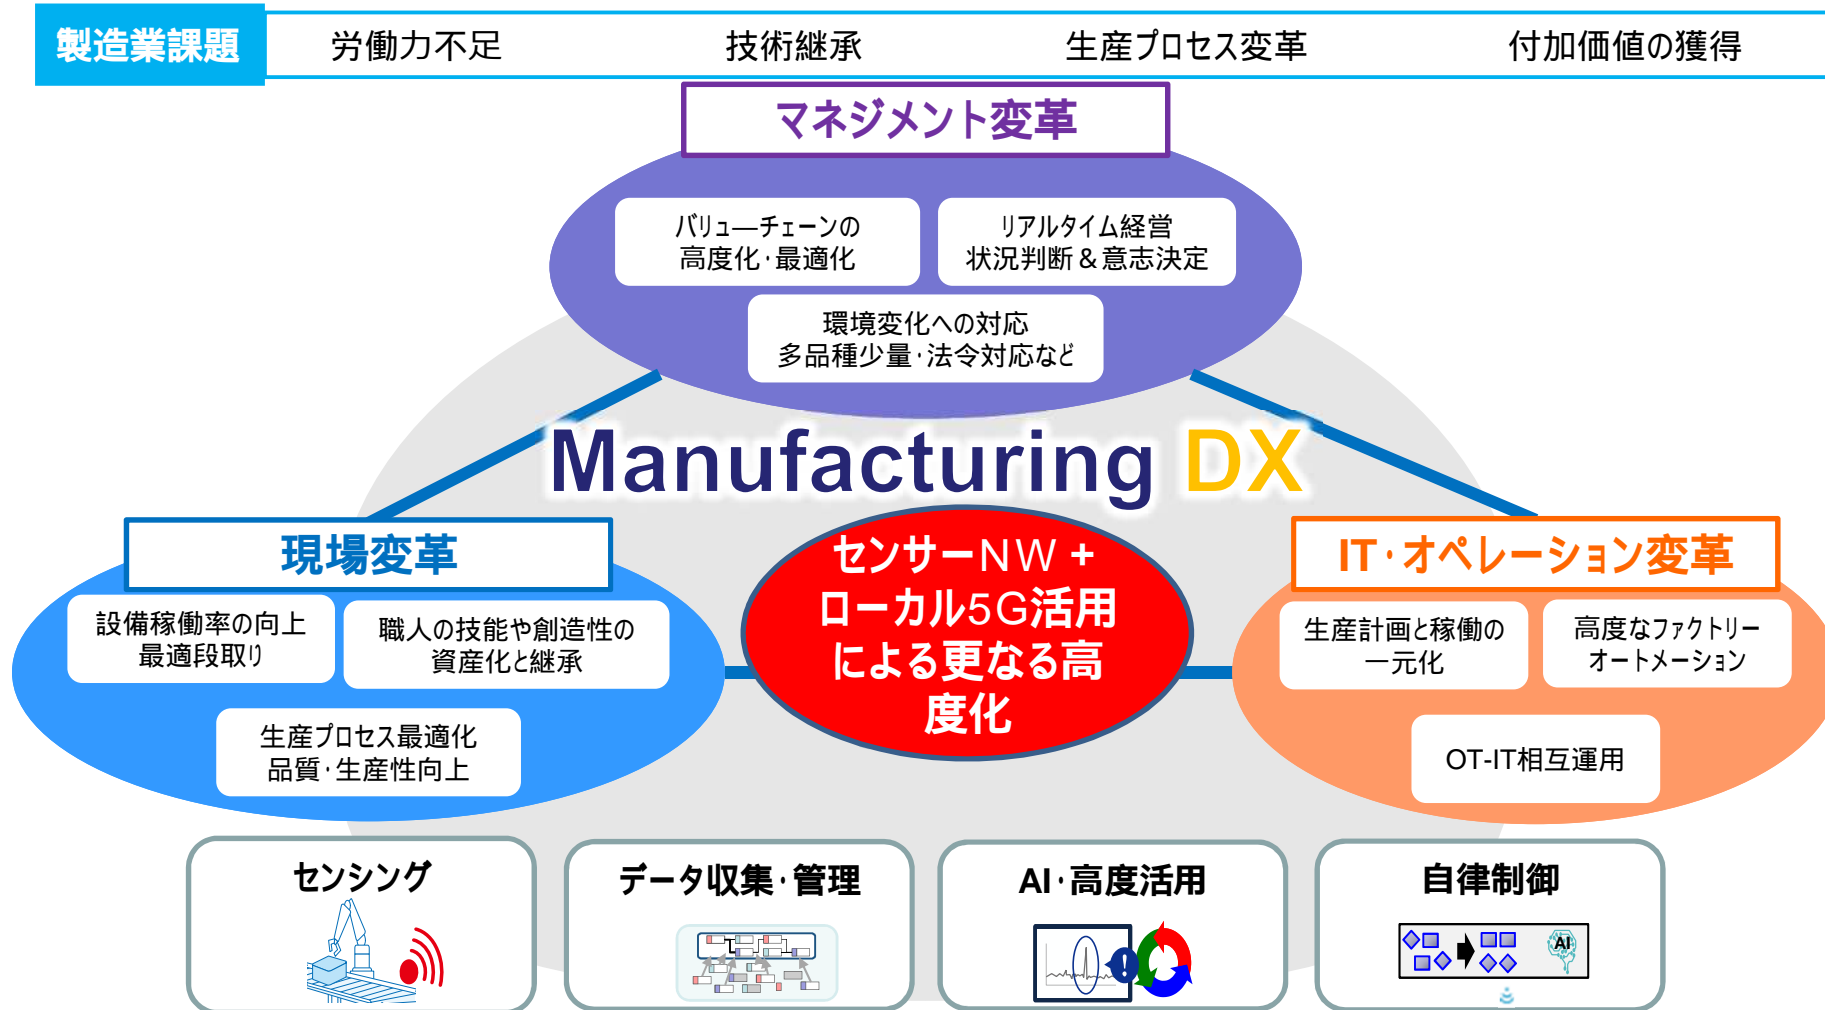 製造業課題
労働力不足
技術継承
生産プロセス変革
付加価値の獲得
マネジメント変革
バリュ―チェーンの
高度化・最適化
リアルタイム経営
状況判断＆意志決定
環境変化への対応
多品種少量・法令対応など
Manufacturing DX
現場変革
設備稼働率の向上
最適段取り
職人の技能や創造性の
資産化と継承
生産プロセス最適化
品質・生産性向上
センサーNW +
ローカル5G活用
による更なる高
度化
IT・オペレーション変革
生産計画と稼働の
一元化
高度なファクトリー
オートメーション
OT-IT相互運用
センシング
データ収集・管理
AI・高度活用
!
自律制御
AI